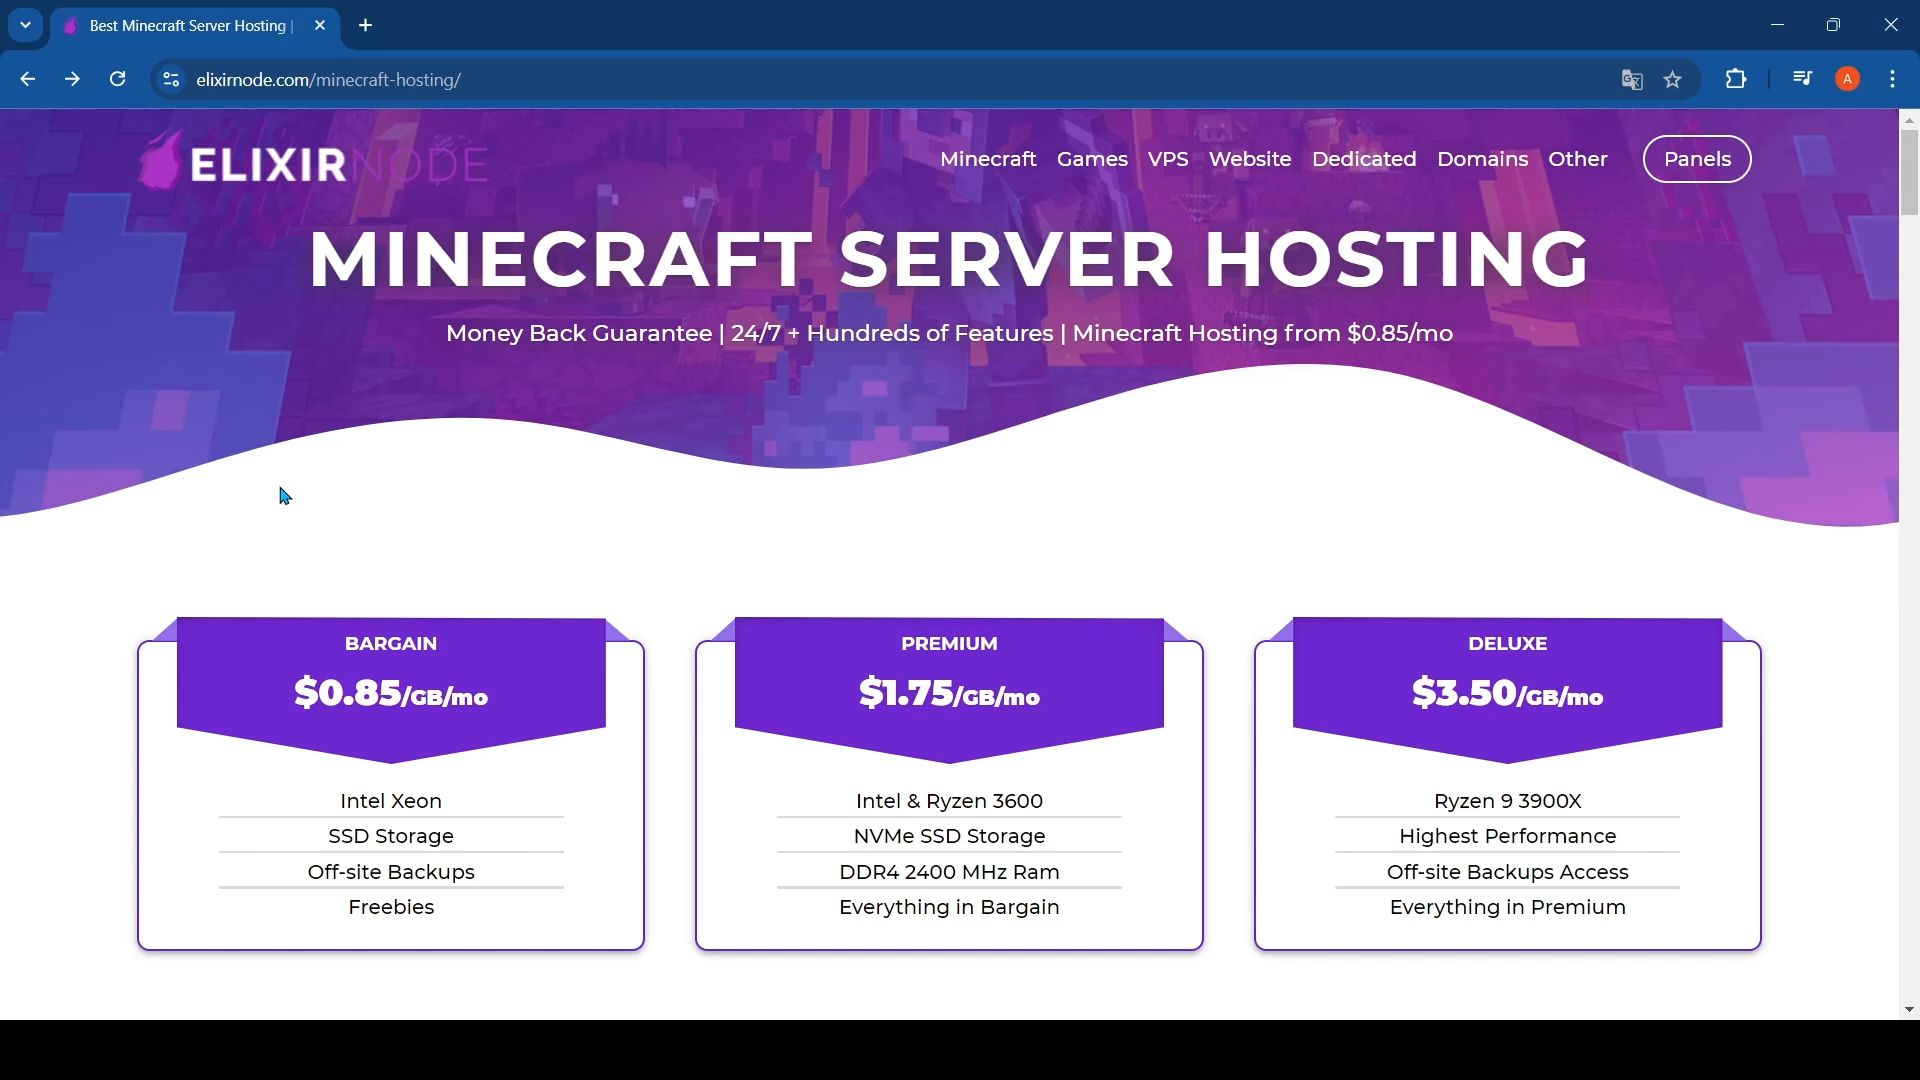 Best Minecraft Server Hosting |
elixirnode.com/minecraft-hosting/
A
ELIXIRNODE
Minecraft Games VPS Website Dedicated Domains Other Panels
MINECRAFT SERVER HOSTING
Money Back Guarantee | 24/7 + Hundreds of Features | Minecraft Hosting from $0.85/mo
BARGAIN
$0.85/GB/mo
Intel Xeon
SSD Storage
Off-site Backups
Freebies
PREMIUM
$1.75/GB/mo
Intel & Ryzen 3600
NVMe SSD Storage
DDR4 2400 MHz Ram
Everything in Bargain
DELUXE
$3.50/GB/mo
Ryzen 9 3900X
Highest Performance
Off-site Backups Access
Everything in Premium